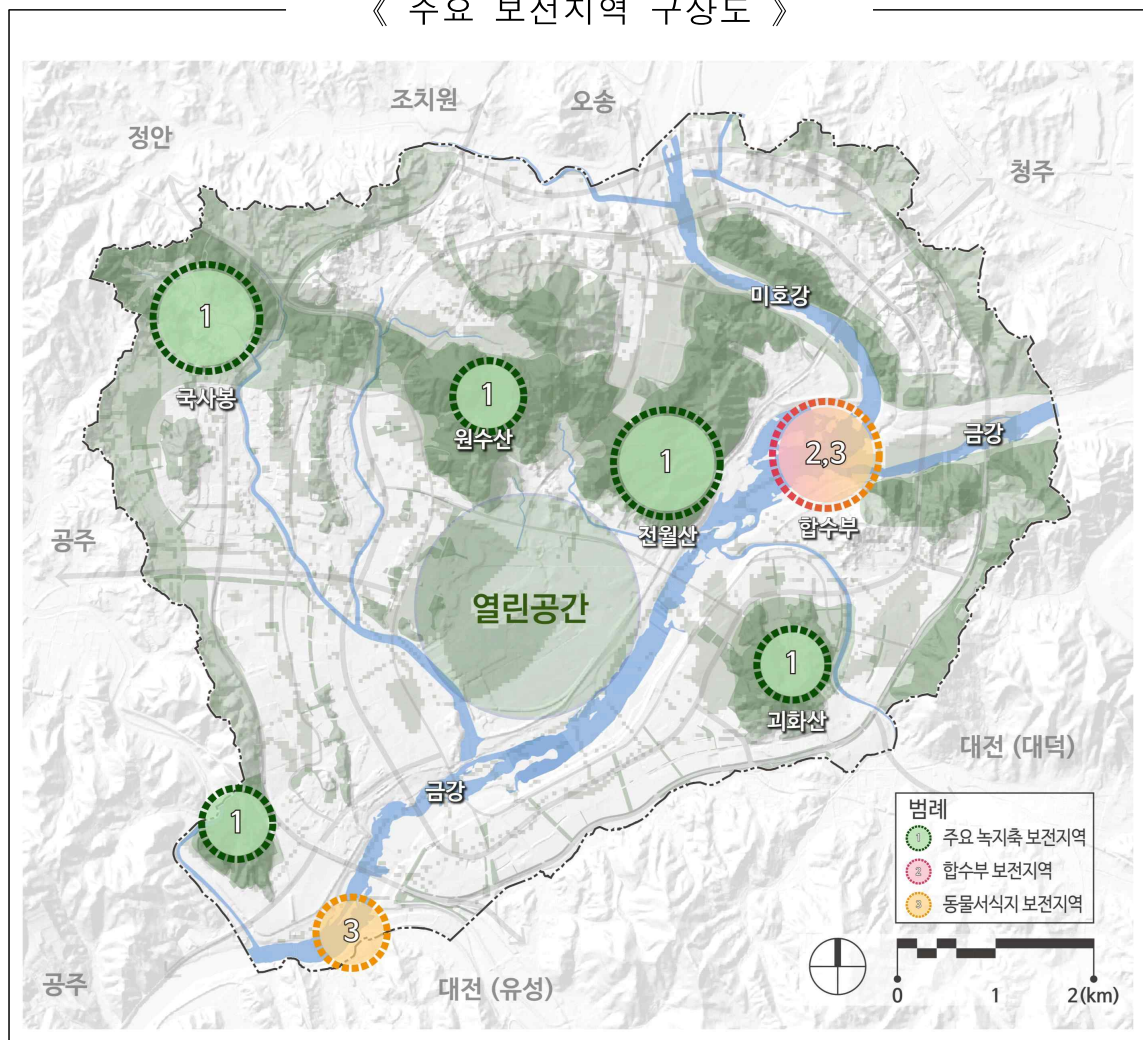 《 주요 보전지역 구상도 》
조치원
오송
정안
청주
미호강
1
국사봉
1
원수산
1
전월산
2,3
합수부
금강
공주
열린공간
1
괴화산
대전 (대덕)
금강
1
3
공주
대전 (유성)
범례
1 주요 녹지축 보전지역
2 합수부 보전지역
3 동물서식지 보전지역
0 1 2(km)